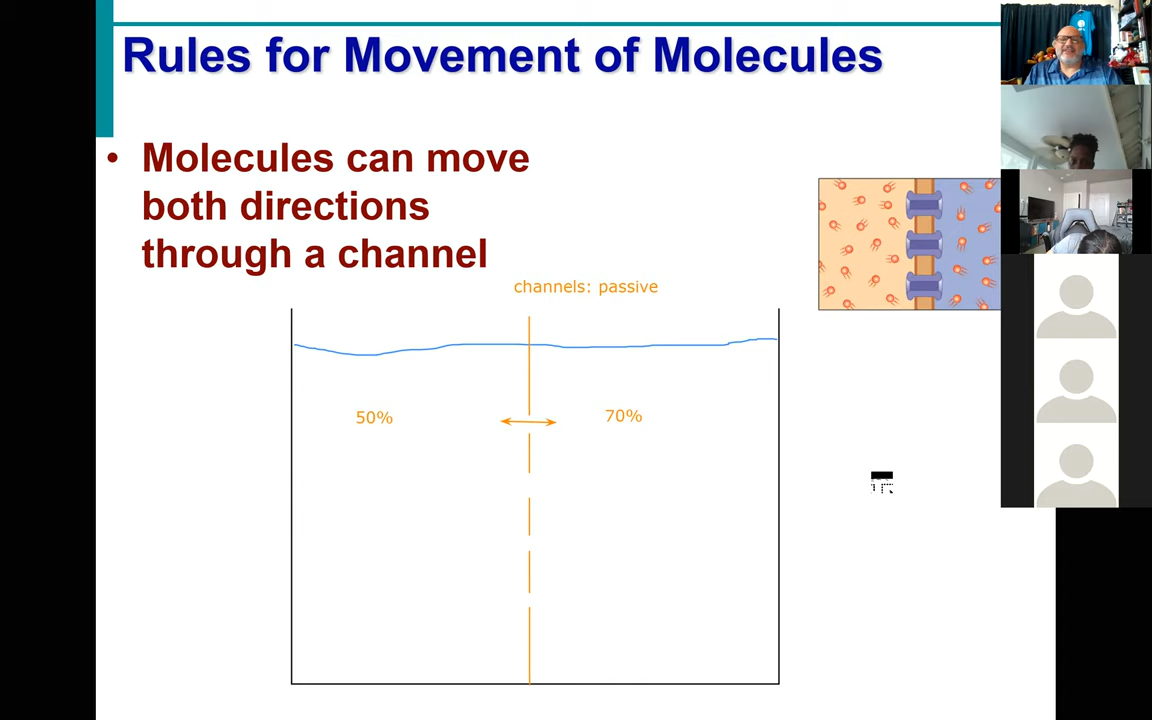 Rules for Movement of Molecules
• Molecules can move
both directions
through a channel
channels: passive
50%
70%